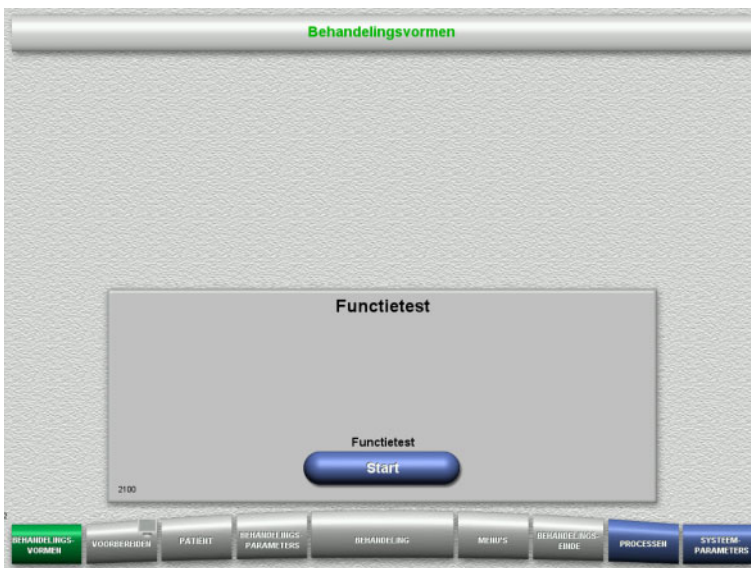 Behandelingsvormen
Functietest
Functietest
Start
2100
BEHANDELINGS-
VORMEN
VOORBEREIDEN
PATIËNT
BEHANDELINGS-
PARAMETERS
BEHANDELING
MENU'S
BEHANDELINGS-
EINDE
PROCESSEN
SYSTEEM-
PARAMETERS